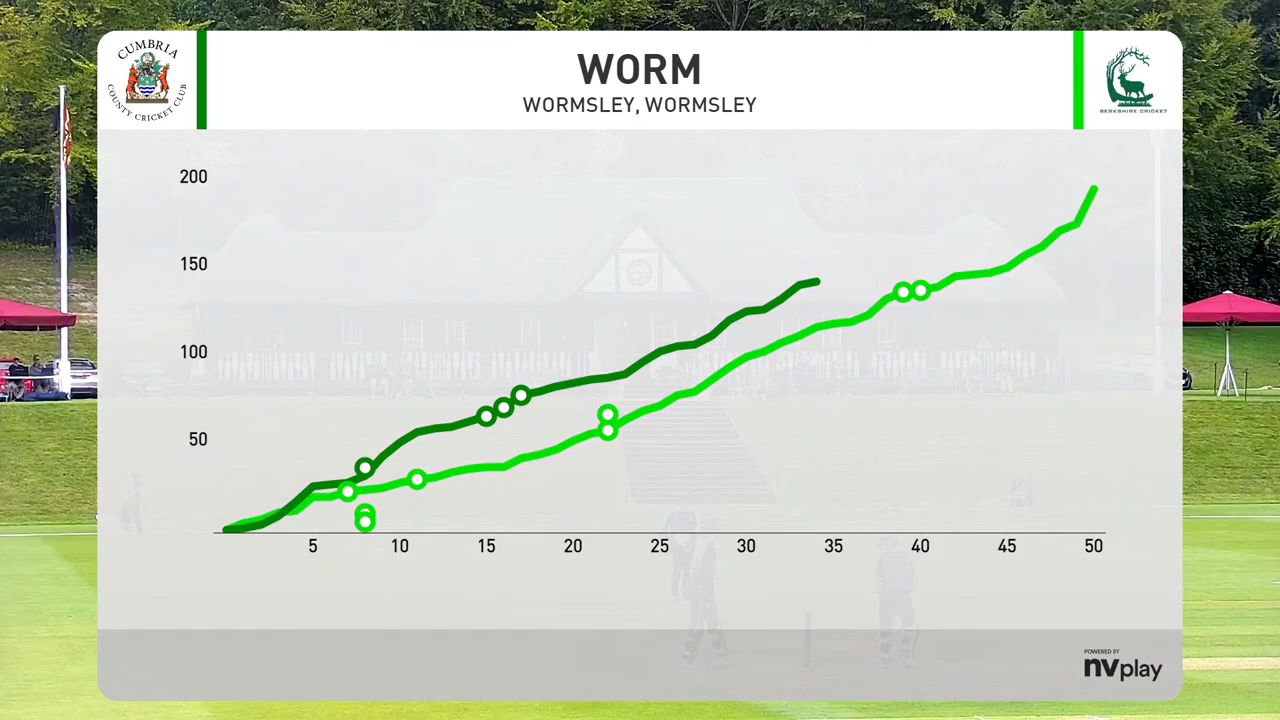 CUMBRIA
COUNTY CRICKET CLUB
WORM
WORMSLEY, WORMSLEY
BERKSHIRE CRICKET
200
150
100
50
5 10 15 20 25 30 35 40 45 50
POWERED BY
nvplay